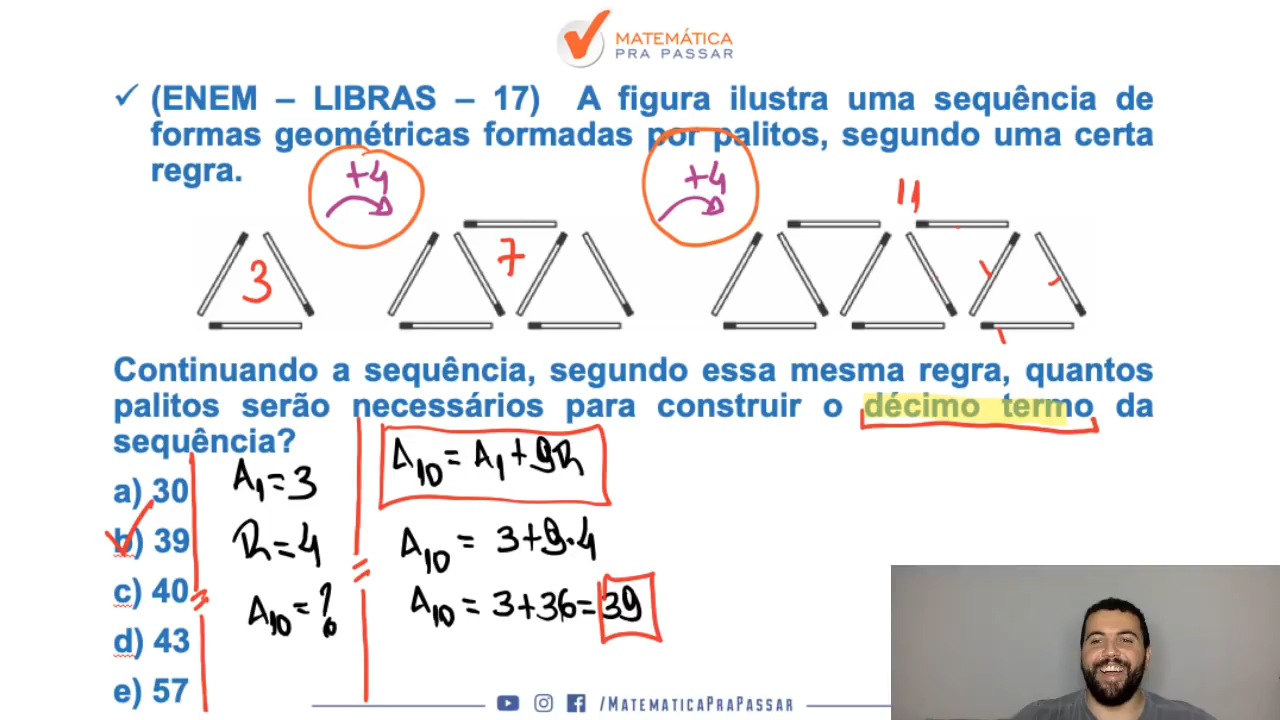 MATEMÁTICA
PRA PASSAR
✓ (ENEM – LIBRAS – 17) A figura ilustra uma sequência de
formas geométricas formadas por palitos, segundo uma certa
regra.
+4
+4
11
3
7
Continuando a sequência, segundo essa mesma regra, quantos
palitos serão necessários para construir o décimo termo da
sequência?
a) 30
b) 39
c) 40
d) 43
e) 57
A₁ = 3
R = 4
A₁₀ = ?
A₁₀ = A₁ + 9R
A₁₀ = 3 + 9.4
A₁₀ = 3 + 36 = 39
/MATEMATICAPRAPASSAR